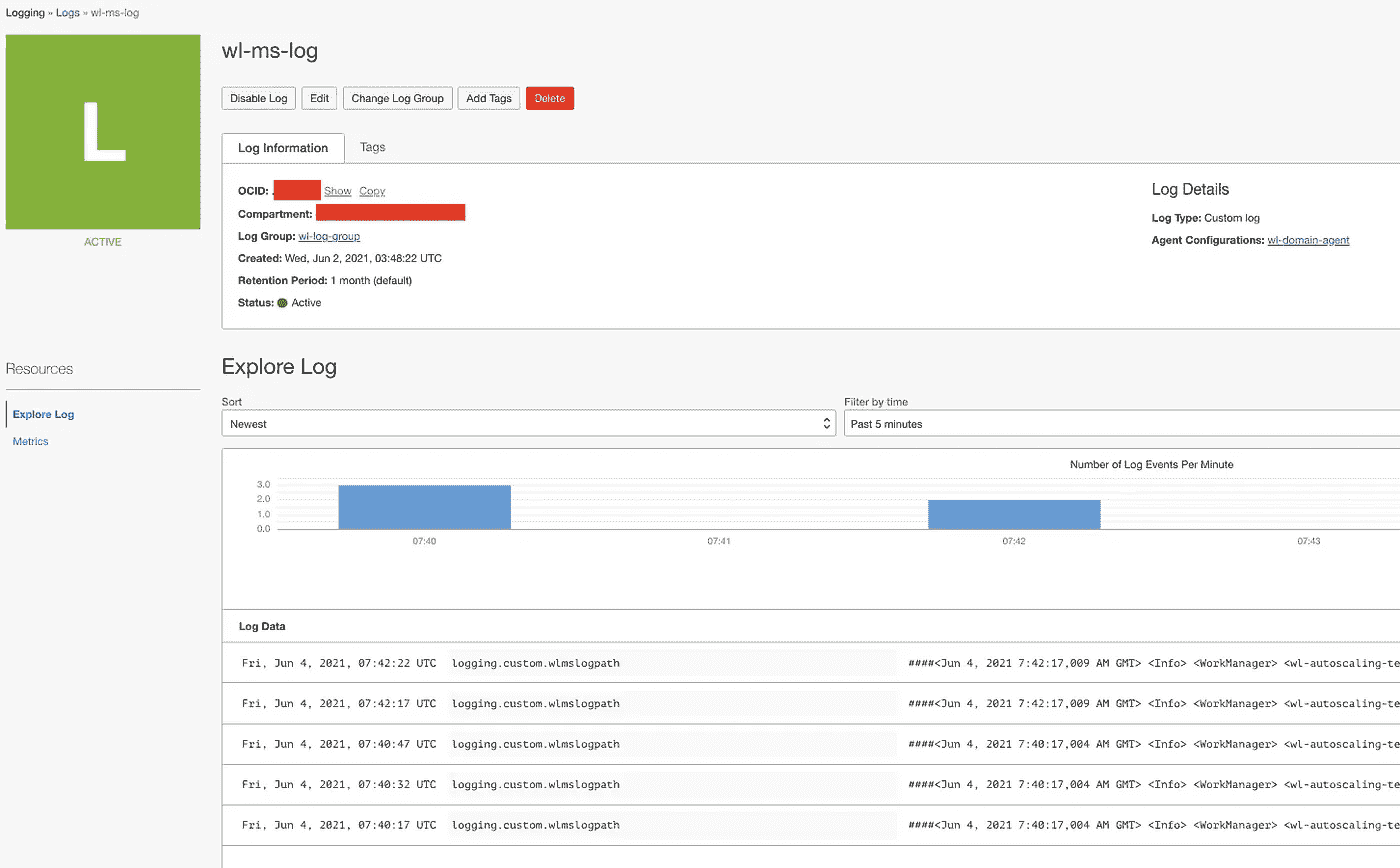 Logging » Logs » wl-ms-log
L
ACTIVE
wl-ms-log
Disable Log Edit Change Log Group Add Tags Delete
Log Information Tags
OCID: Show Copy
Compartment:
Log Group: wl-log-group
Created: Wed, Jun 2, 2021, 03:48:22 UTC
Retention Period: 1 month (default)
Status: Active
Log Details
Log Type: Custom log
Agent Configurations: wl-domain-agent
Resources
Explore Log
Metrics
Explore Log
Sort Filter by time
Newest Past 5 minutes
Number of Log Events Per Minute
3.0
2.0
1.0
0.0
07:40 07:41 07:42 07:43
Log Data
Fri, Jun 4, 2021, 07:42:22 UTC logging.custom.wlmslogpath ####<Jun 4, 2021 7:42:17,009 AM GMT> <Info> <WorkManager> <wl-autoscaling-te
Fri, Jun 4, 2021, 07:42:17 UTC logging.custom.wlmslogpath ####<Jun 4, 2021 7:42:17,009 AM GMT> <Info> <WorkManager> <wl-autoscaling-te
Fri, Jun 4, 2021, 07:40:47 UTC logging.custom.wlmslogpath ####<Jun 4, 2021 7:40:17,004 AM GMT> <Info> <WorkManager> <wl-autoscaling-te
Fri, Jun 4, 2021, 07:40:32 UTC logging.custom.wlmslogpath ####<Jun 4, 2021 7:40:17,004 AM GMT> <Info> <WorkManager> <wl-autoscaling-te
Fri, Jun 4, 2021, 07:40:17 UTC logging.custom.wlmslogpath ####<Jun 4, 2021 7:40:17,004 AM GMT> <Info> <WorkManager> <wl-autoscaling-te